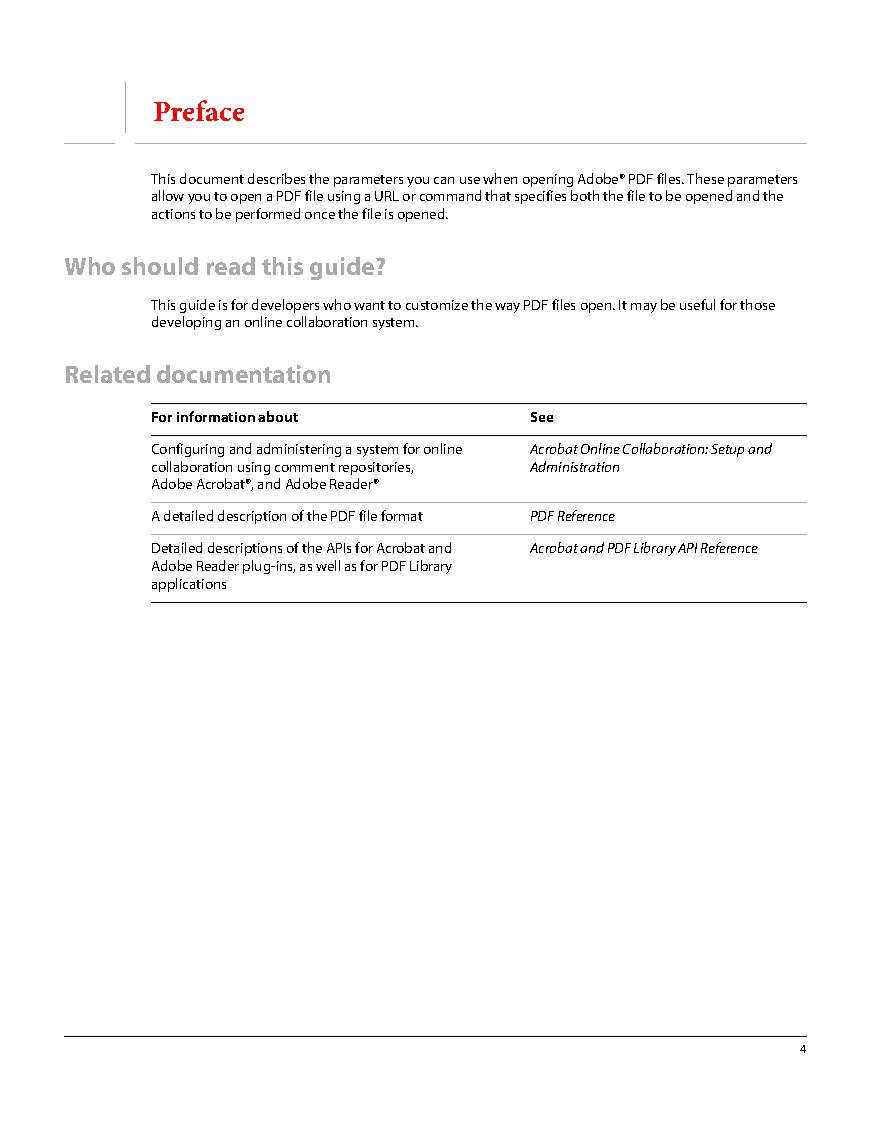 Preface
This document describes the parameters you can use when opening Adobe® PDF files. These parameters
allow you to open a PDF file using a URL or command that specifies both the file to be opened and the
actions to be performed once the file is opened.
Who should read this guide?
This guide is for developers who want to customize the way PDF files open. It may be useful for those
developing an online collaboration system.
Related documentation
For information about See
Configuring and administering a system for online Acrobat Online Collaboration: Setup and
collaboration using comment repositories, Administration
Adobe Acrobat®, and Adobe Reader®
A detailed description of the PDF file format PDF Reference
Detailed descriptions of the APIs for Acrobat and Acrobat and PDF Library API Reference
Adobe Reader plug-ins, as well as for PDF Library
applications
4